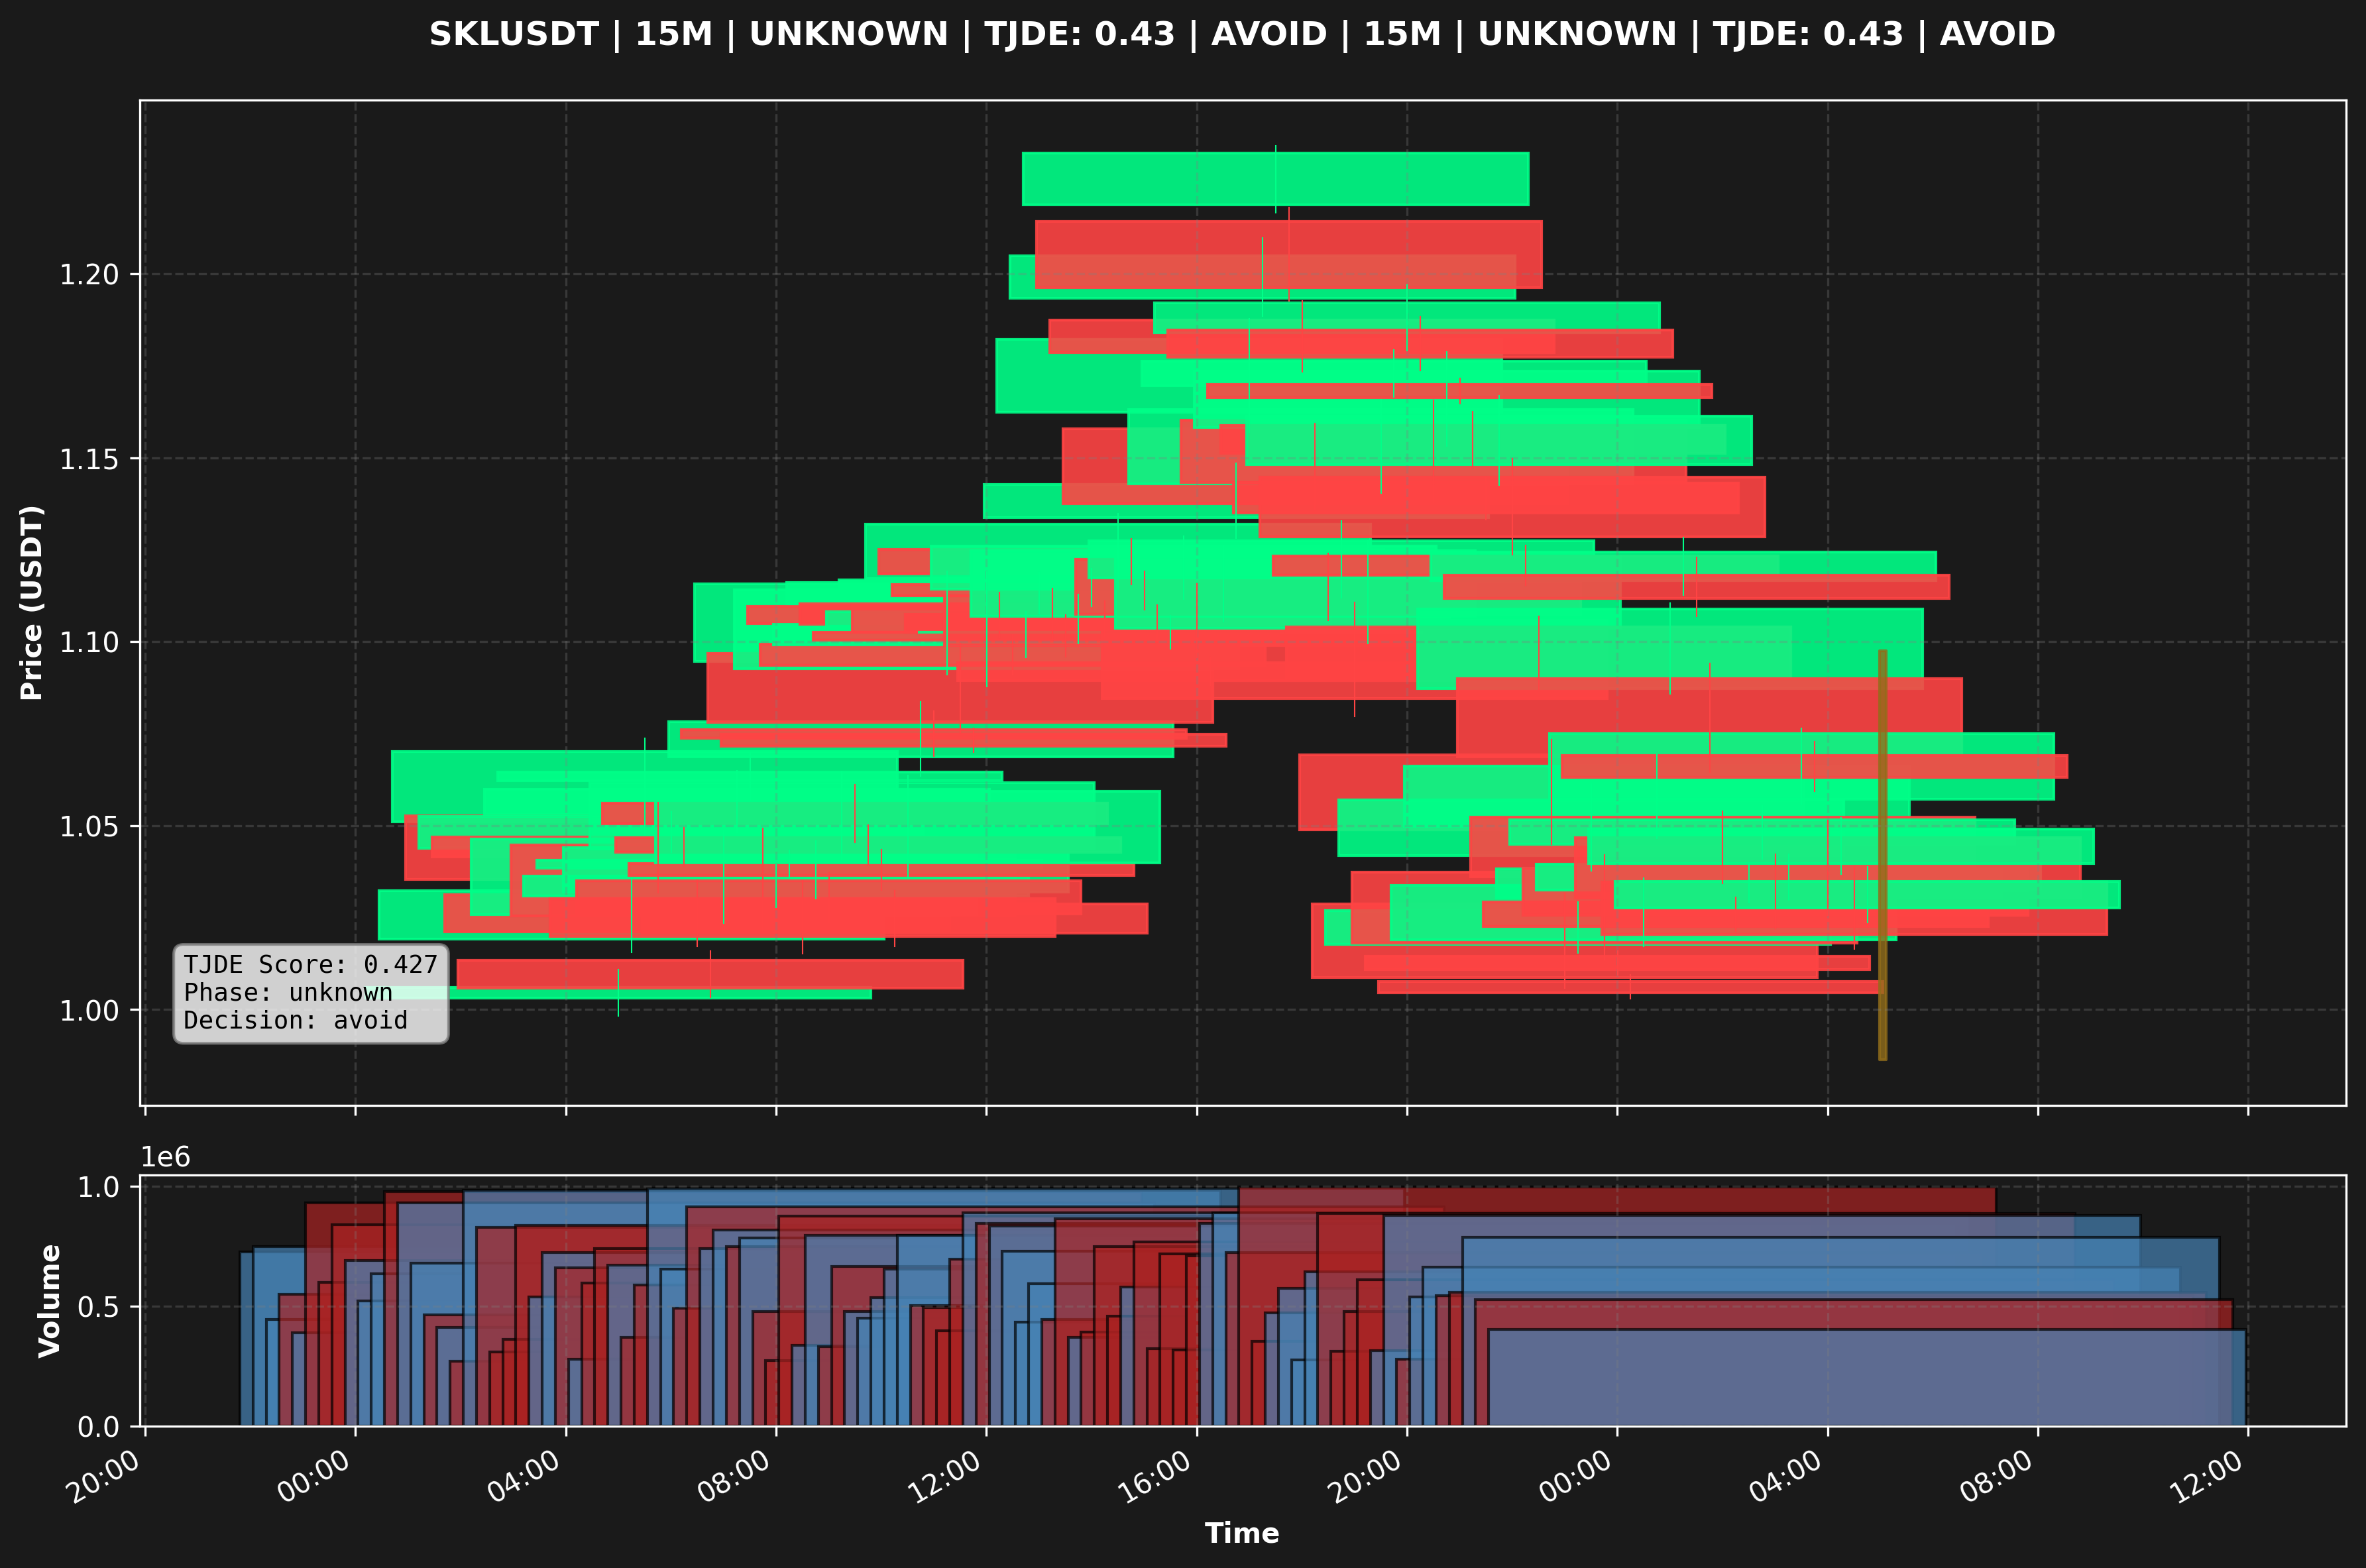 SKLUSDT | 15M | UNKNOWN | TJDE: 0.43 | AVOID | 15M | UNKNOWN | TJDE: 0.43 | AVOID
Price (USDT)
1.20
1.15
1.10
1.05
1.00
TJDE Score: 0.427
Phase: unknown
Decision: avoid
1e6
Volume
1.0
0.5
0.0
20:00
00:00
04:00
08:00
12:00
16:00
20:00
00:00
04:00
08:00
12:00
Time